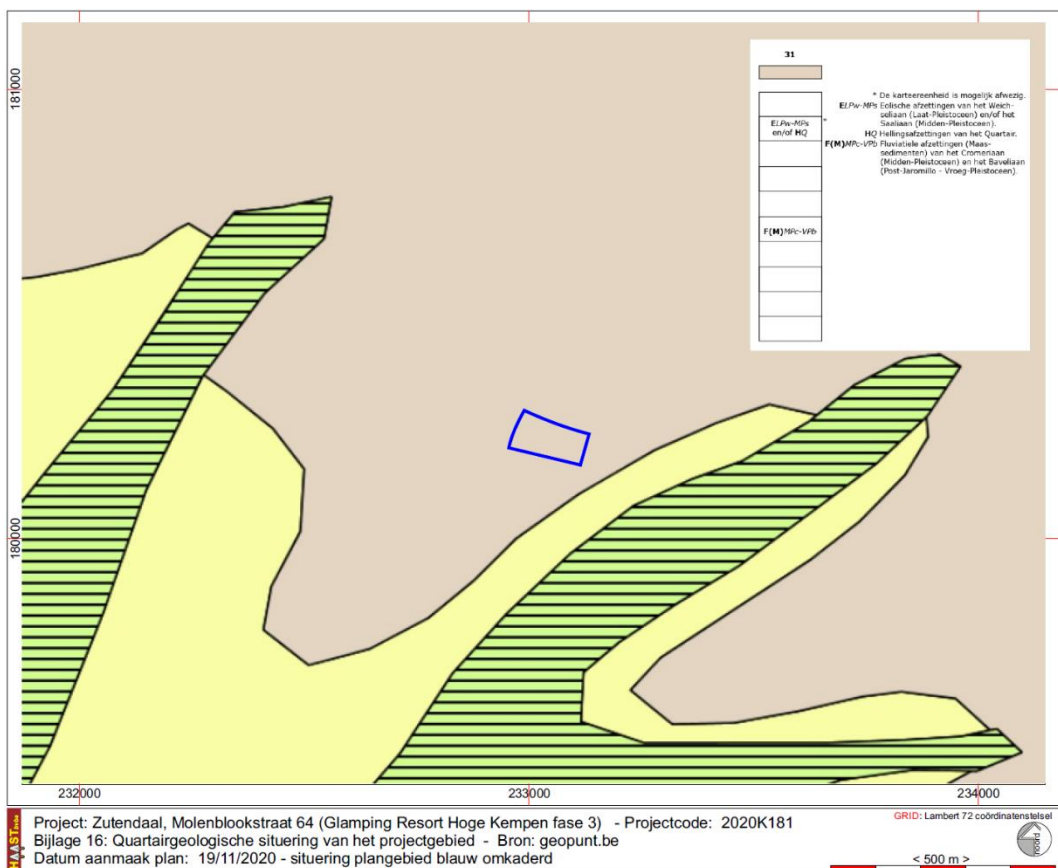 31
* De karteereenheid is mogelijk afwezig.
ELPw-MPs Eolische afzettingen van het Weich-
seliaan (Laat-Pleistoceen) en/of het
Saaliaan (Midden-Pleistoceen).
HQ Hellingsafzettingen van het Quartair.
F(M)MPc-VPb Fluviatiele afzettingen (Maas-
sedimenten) van het Cromeriaan
(Midden-Pleistoceen) en het Baveliaan
(Post-Jaromillo - Vroeg-Pleistoceen).
ELPw-MPs *
en/of HQ
F(M)MPc-VPb
181000
180000
232000
233000
234000
Project: Zutendaal, Molenblookstraat 64 (Glamping Resort Hoge Kempen fase 3) - Projectcode: 2020K181
Bijlage 16: Quartairgeologische situering van het projectgebied - Bron: geopunt.be
Datum aanmaak plan: 19/11/2020 - situering plangebied blauw omkaderd
GRID: Lambert 72 coördinatenstelsel
noord
< 500 m >
HAAST